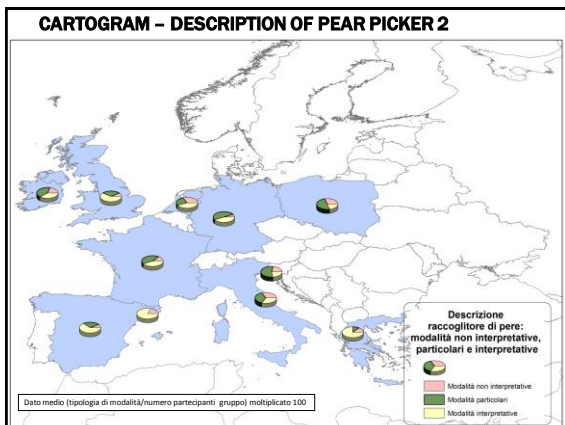 CARTOGRAM – DESCRIPTION OF PEAR PICKER 2
Descrizione
raccoglitore di pere:
modalità non interpretative,
particolari e interpretative
Modalità non interpretative
Modalità particolari
Modalità interpretative
Dato medio (tipologia di modalità/numero partecipanti gruppo) moltiplicato 100